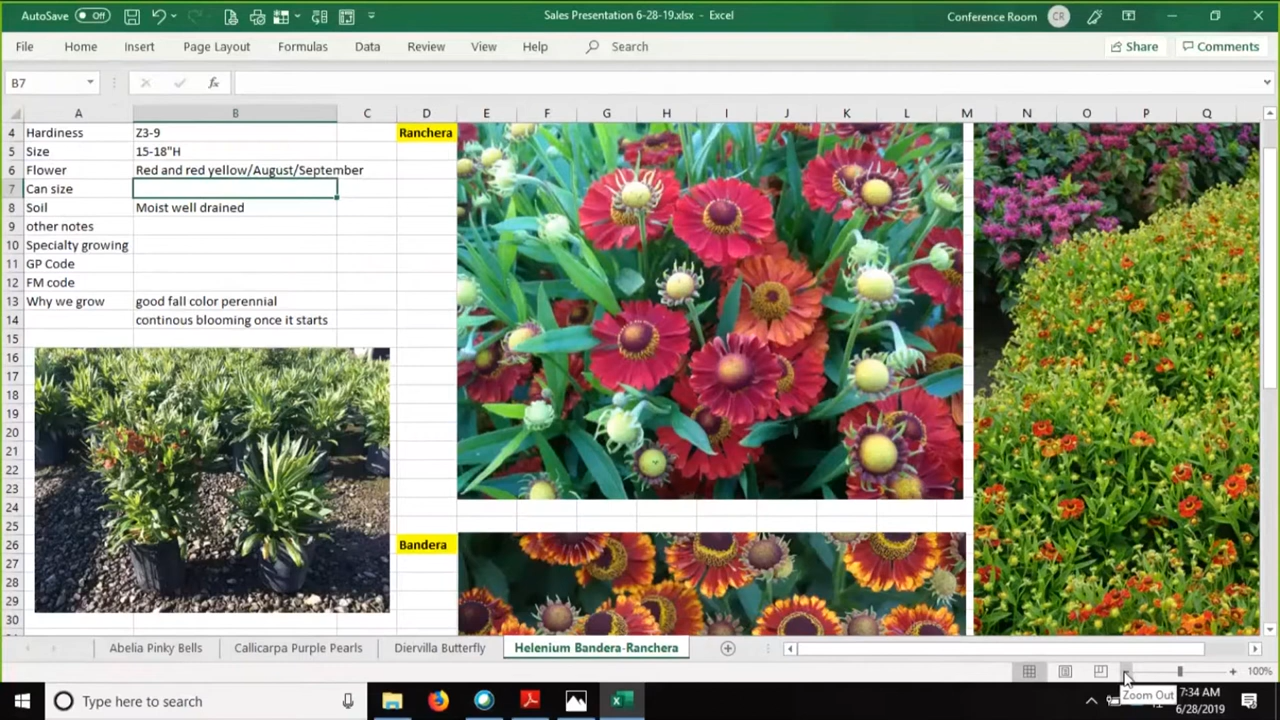 AutoSave Off
Sales Presentation 6-28-19.xlsx - Excel
Conference Room CR
File Home Insert Page Layout Formulas Data Review View Help Search
Share Comments
B7
fx
A B C D E F G H I J K L M N O P Q
4 Hardiness Z3-9 Ranchera
5 Size 15-18"H
6 Flower Red and red yellow/August/September
7 Can size
8 Soil Moist well drained
9 other notes
10 Specialty growing
11 GP Code
12 FM code
13 Why we grow good fall color perennial
14 continous blooming once it starts
15
16
17
18
19
20
21
22
23
24
25
26 Bandera
27
28
29
30
Abelia Pinky Bells Callicarpa Purple Pearls Diervilla Butterfly Helenium Bandera-Ranchera
100%
Zoom Out
Type here to search
7:34 AM
6/28/2019